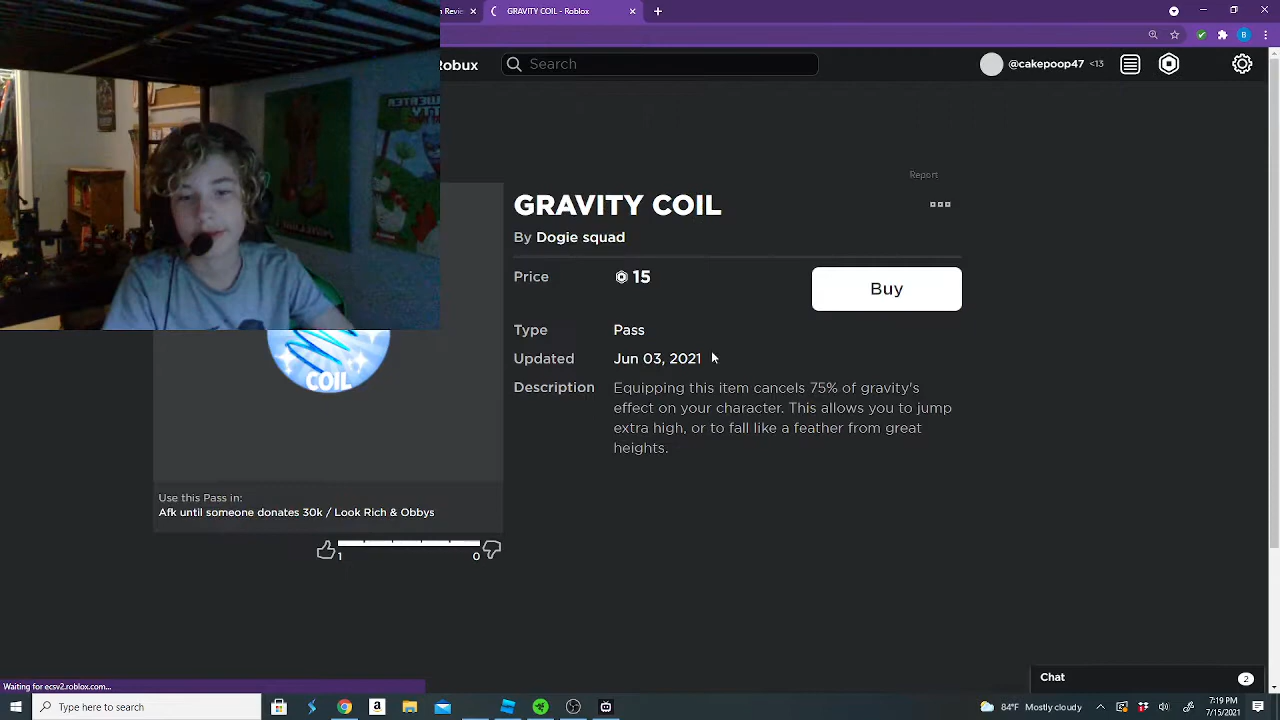 GRAVITY
(8) Gravity Dev
Robux
Search
@cakepop47 <13
Report
GRAVITY COIL
By Dogie squad
Price
15
Buy
Type
Pass
Updated
Jun 03, 2021
Description
Equipping this item cancels 75% of gravity's
effect on your character. This allows you to jump
extra high, or to fall like a feather from great
heights.
COIL
Use this Pass in:
Afk until someone donates 30k / Look Rich & Obbys
1
0
Waiting for ecsv2.roblox.com...
Chat
2
Type here to search
84°F Mostly cloudy
7:19 PM
7/15/2021